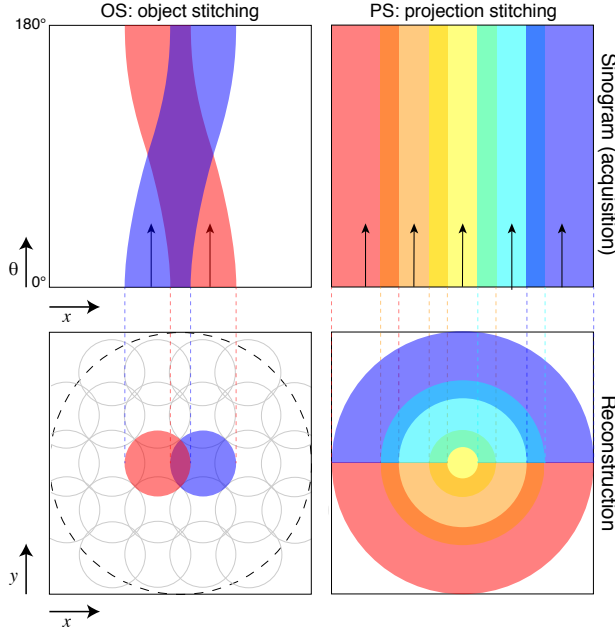 OS: object stitching
PS: projection stitching
180°
θ
0°
x
Sinogram (acquisition)
y
x
Reconstruction